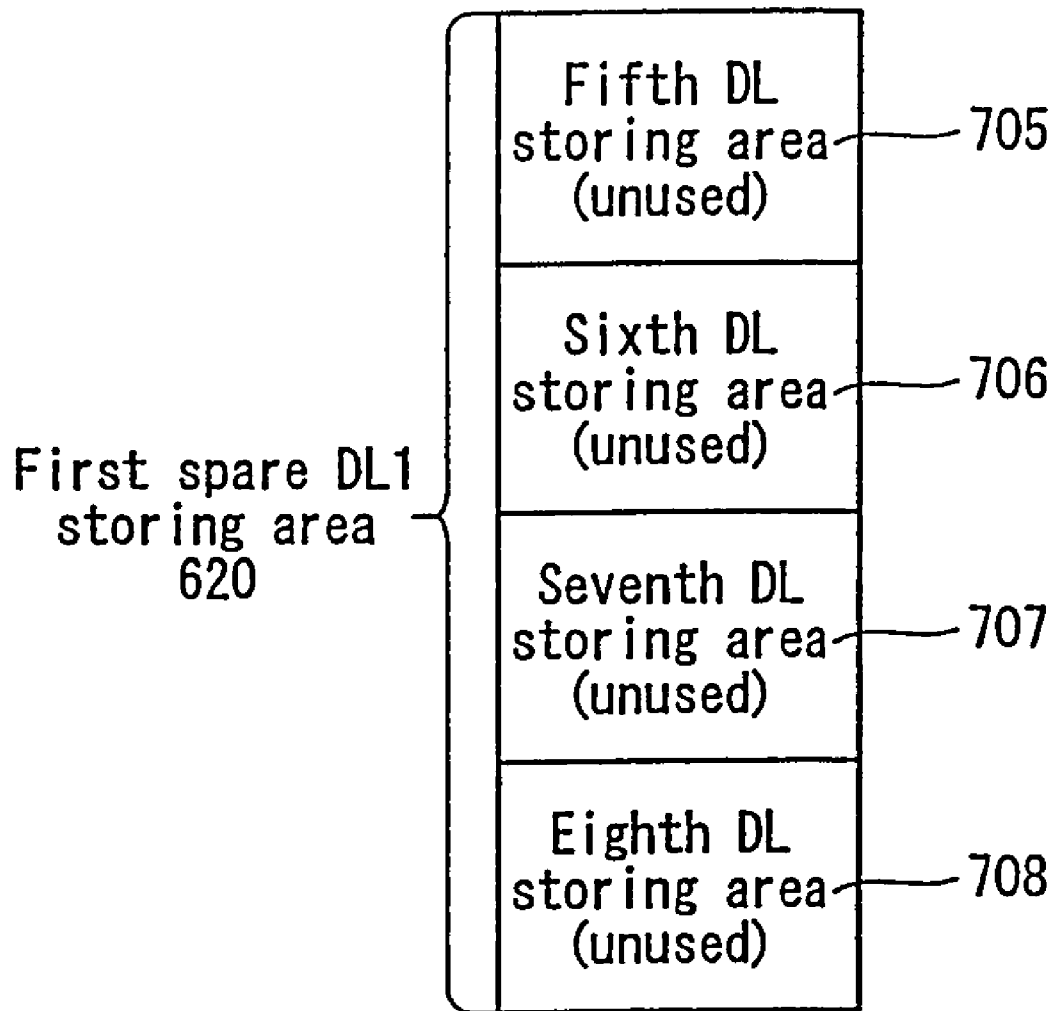 Fifth DL
storing area
(unused)
705
Sixth DL
storing area
(unused)
706
First spare DL1
storing area
620
Seventh DL
storing area
(unused)
707
Eighth DL
storing area
(unused)
708